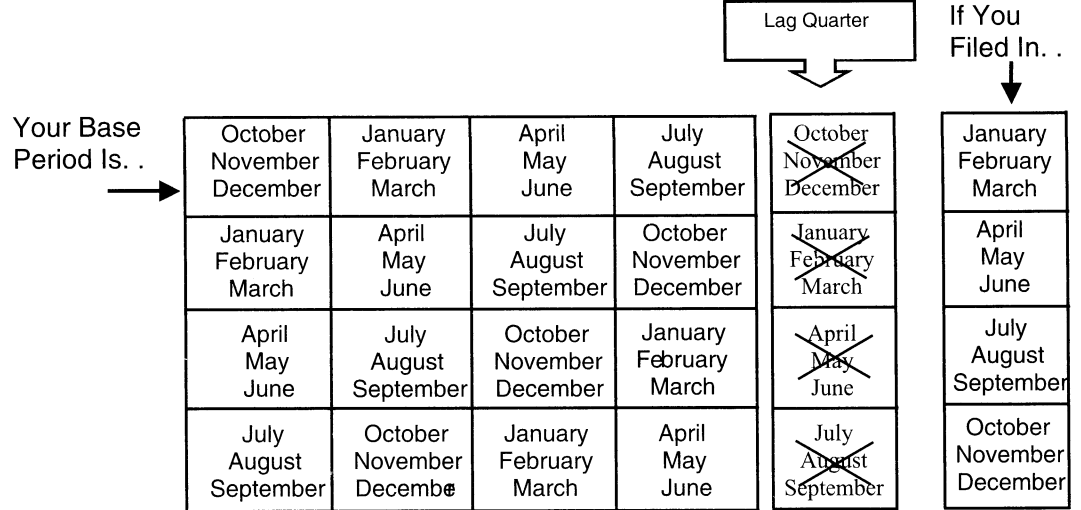 Lag Quarter
If You
Filed In. .
Your Base
Period Is. .
October
November
December
January
February
March
April
May
June
July
August
September
October
November
December
January
February
March
January
February
March
April
May
June
July
August
September
October
November
December
January
February
March
April
May
June
April
May
June
July
August
September
October
November
December
January
February
March
April
May
June
July
August
September
July
August
September
October
November
December
January
February
March
April
May
June
July
August
September
October
November
December